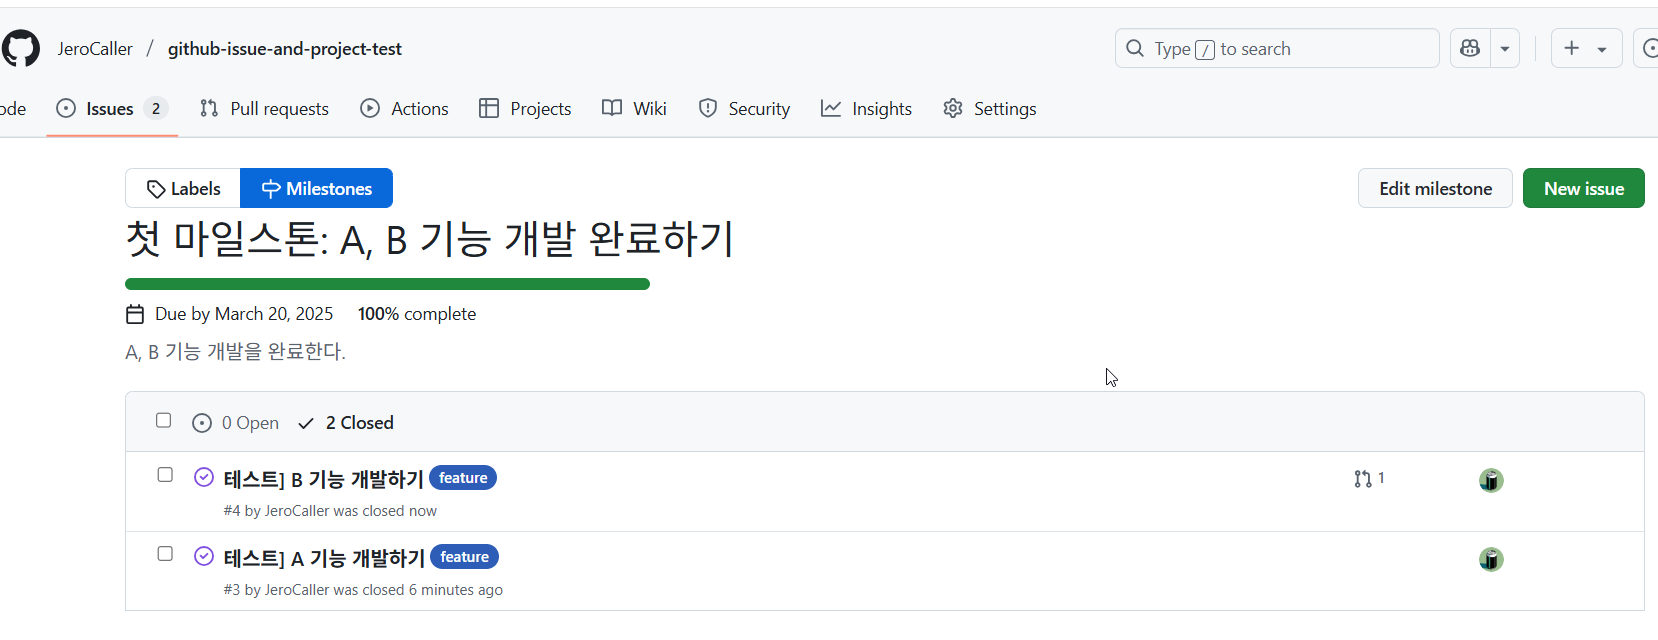 JeroCaller / github-issue-and-project-test
Type / to search
ode Issues 2 Pull requests Actions Projects Wiki Security Insights Settings
Labels Milestones
Edit milestone New issue
첫 마일스톤: A, B 기능 개발 완료하기
Due by March 20, 2025 100% complete
A, B 기능 개발을 완료한다.
0 Open 2 Closed
테스트] B 기능 개발하기 feature
1
#4 by JeroCaller was closed now
테스트] A 기능 개발하기 feature
#3 by JeroCaller was closed 6 minutes ago